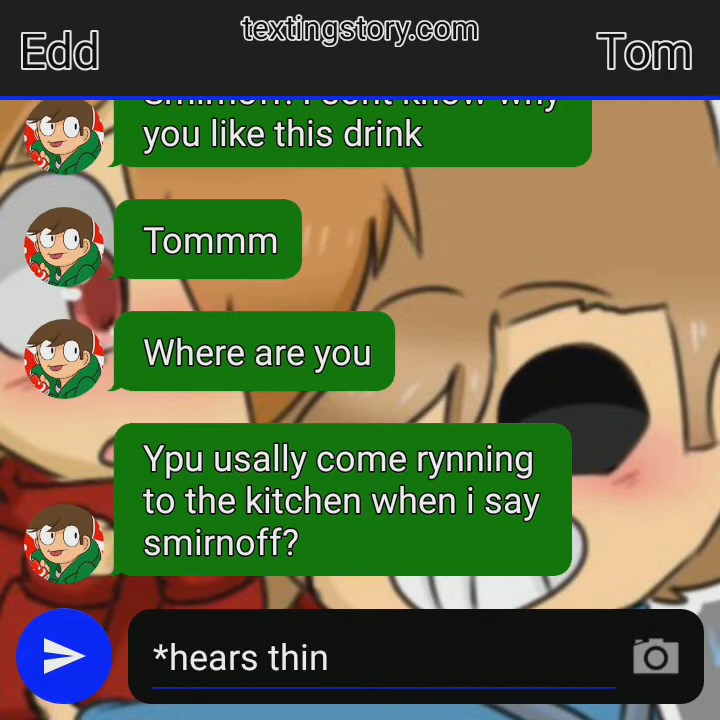 textingstory.com
Edd
Tom
you like this drink
Tommm
Where are you
Ypu usally come rynning
to the kitchen when i say
smirnoff?
*hears thin